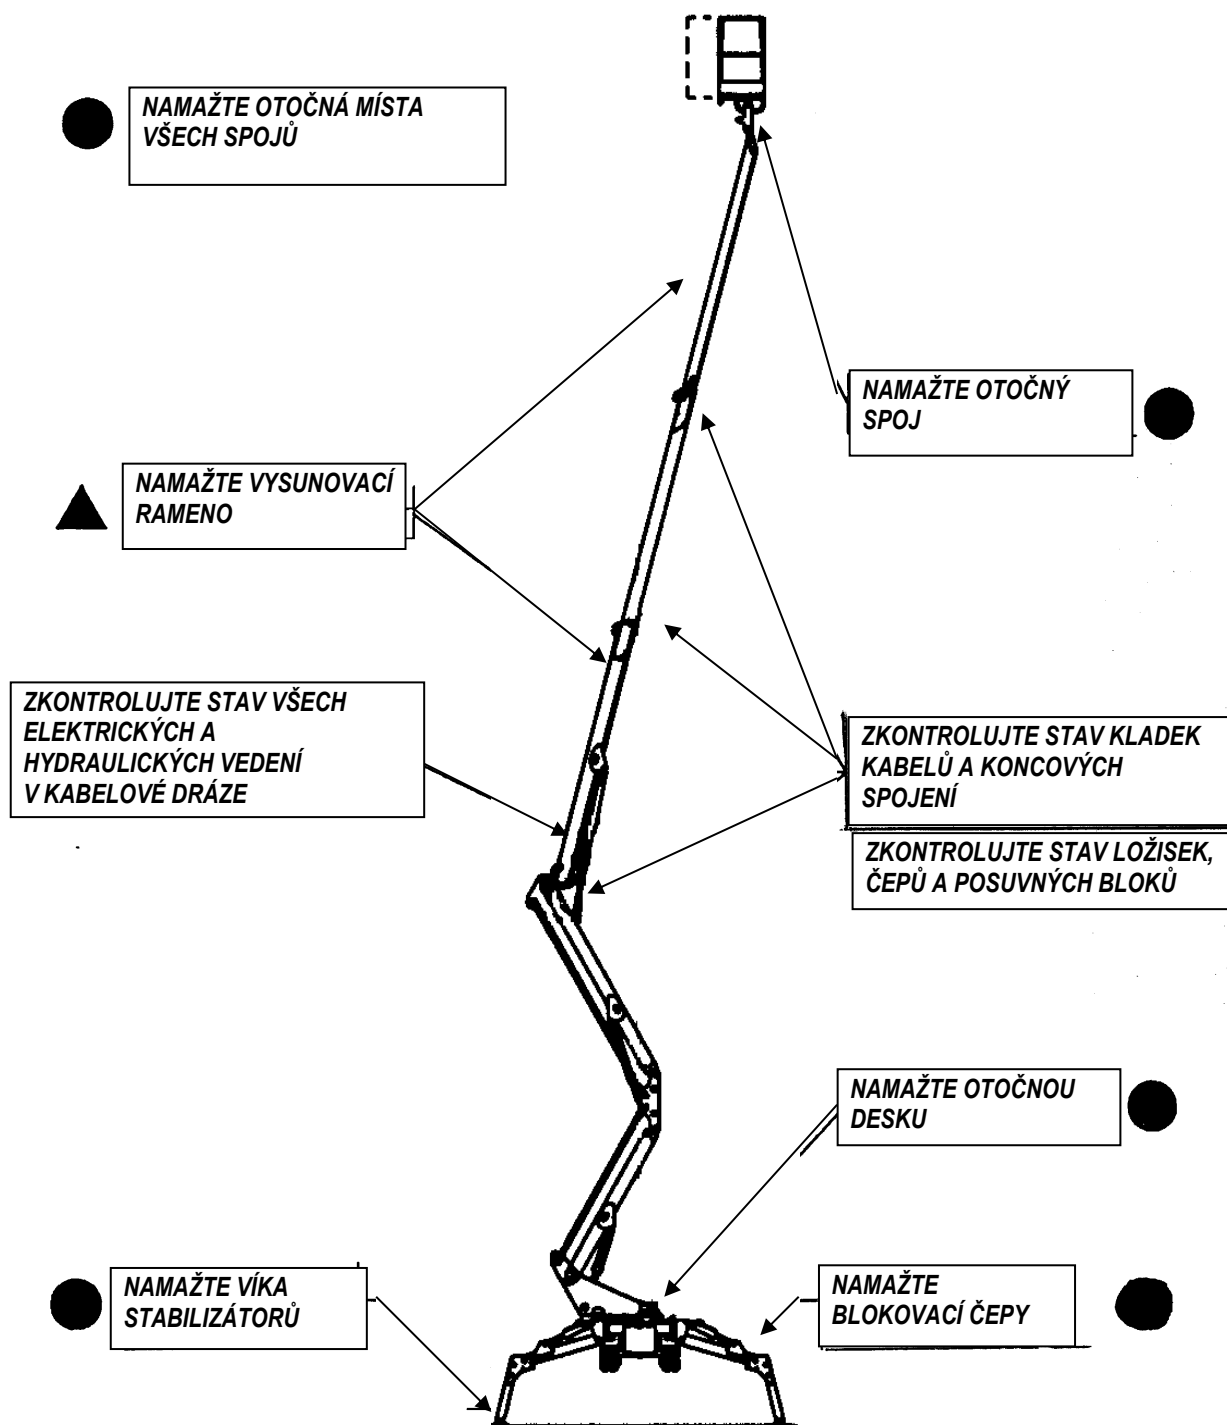 NAMAŽTE OTOČNÁ MÍSTA
VŠECH SPOJŮ
NAMAŽTE OTOČNÝ
SPOJ
NAMAŽTE VYSUNOVACÍ
RAMENO
ZKONTROLUJTE STAV VŠECH
ELEKTRICKÝCH A
HYDRAULICKÝCH VEDENÍ
V KABELOVÉ DRÁZE
ZKONTROLUJTE STAV KLADEK
KABELŮ A KONCOVÝCH
SPOJENÍ
ZKONTROLUJTE STAV LOŽISEK,
ČEPŮ A POSUVNÝCH BLOKŮ
NAMAŽTE OTOČNOU
DESKU
NAMAŽTE VÍKA
STABILIZÁTORŮ
NAMAŽTE
BLOKOVACÍ ČEPY